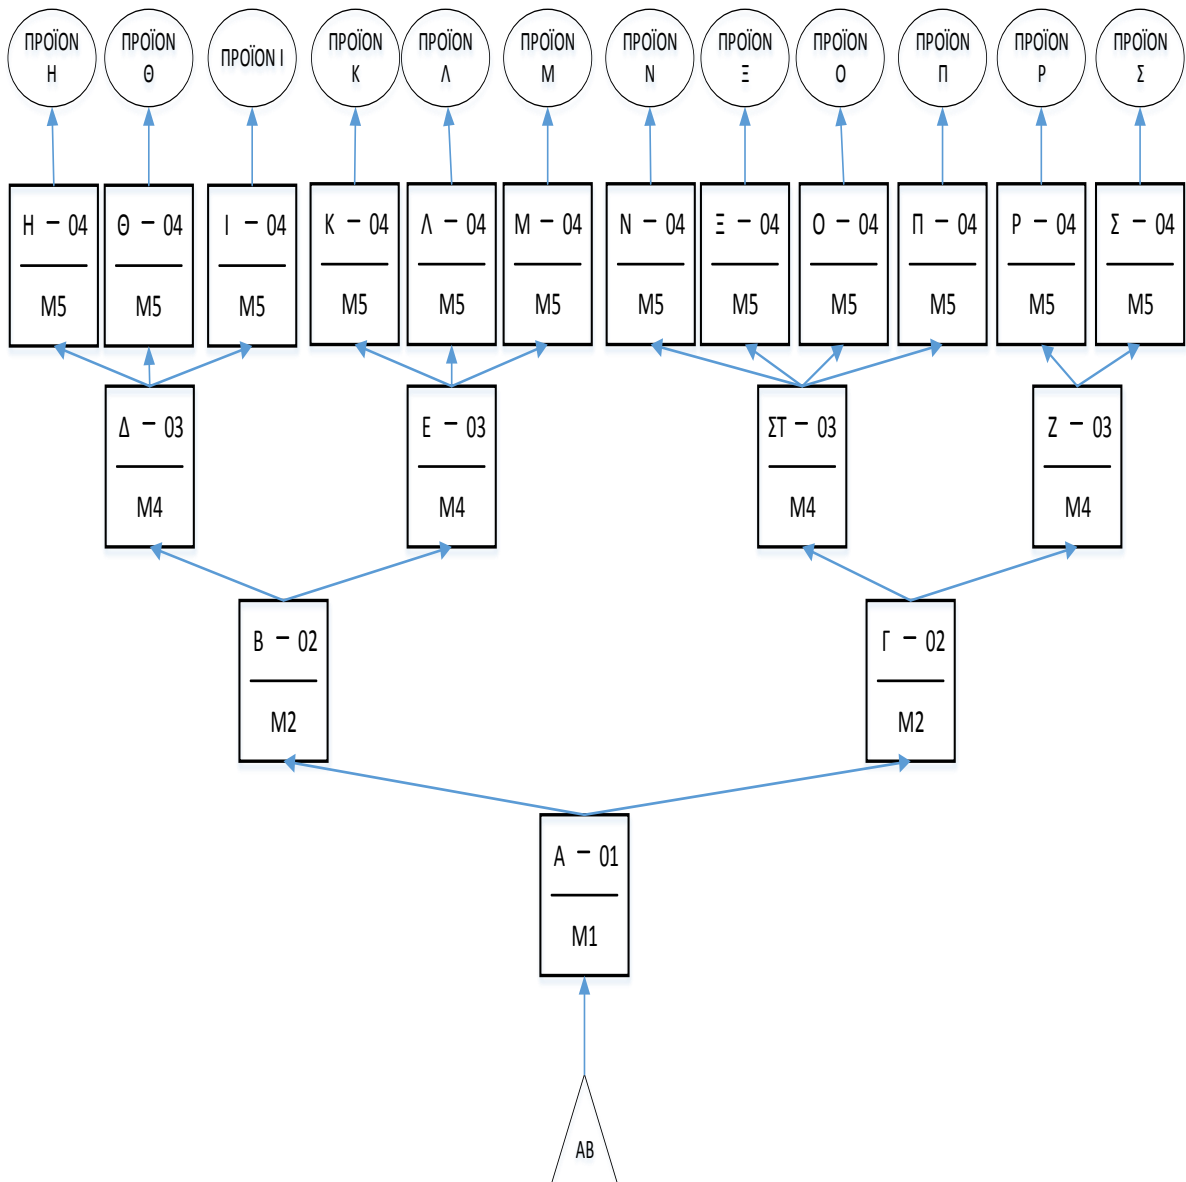 ΠΡΟΪΟΝ Η
ΠΡΟΪΟΝ Θ
ΠΡΟΪΟΝ Ι
ΠΡΟΪΟΝ Κ
ΠΡΟΪΟΝ Λ
ΠΡΟΪΟΝ Μ
ΠΡΟΪΟΝ Ν
ΠΡΟΪΟΝ Ξ
ΠΡΟΪΟΝ Ο
ΠΡΟΪΟΝ Π
ΠΡΟΪΟΝ Ρ
ΠΡΟΪΟΝ Σ
Η – 04
Μ5
Θ – 04
Μ5
Ι – 04
Μ5
Κ – 04
Μ5
Λ – 04
Μ5
Μ – 04
Μ5
Ν – 04
Μ5
Ξ – 04
Μ5
Ο – 04
Μ5
Π – 04
Μ5
Ρ – 04
Μ5
Σ – 04
Μ5
Δ – 03
Μ4
Ε – 03
Μ4
ΣΤ – 03
Μ4
Ζ – 03
Μ4
Β – 02
Μ2
Γ – 02
Μ2
Α – 01
Μ1
ΑΒ